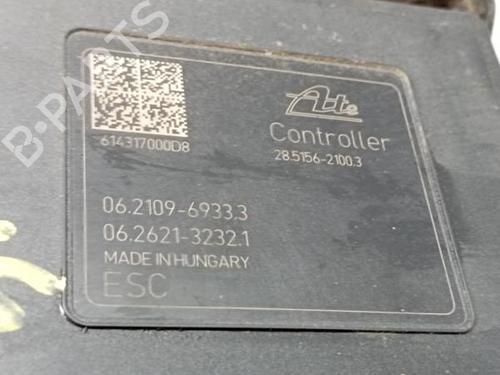 Ate
Controller
614317000D8
28.5156-2100.3
06.2109-6933.3
06.2621-3232.1
MADE IN HUNGARY
ESC
B-PARTS